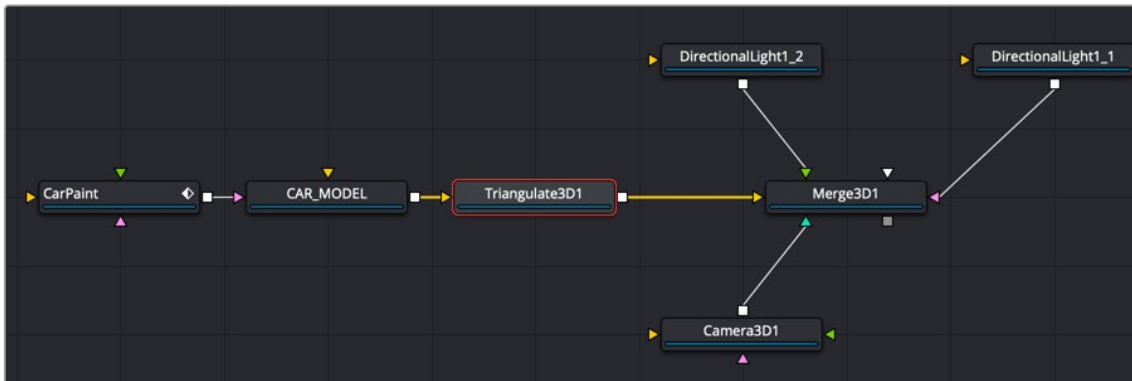 DirectionalLight1_2
DirectionalLight1_1
CarPaint
CAR_MODEL
Triangulate3D1
Merge3D1
Camera3D1